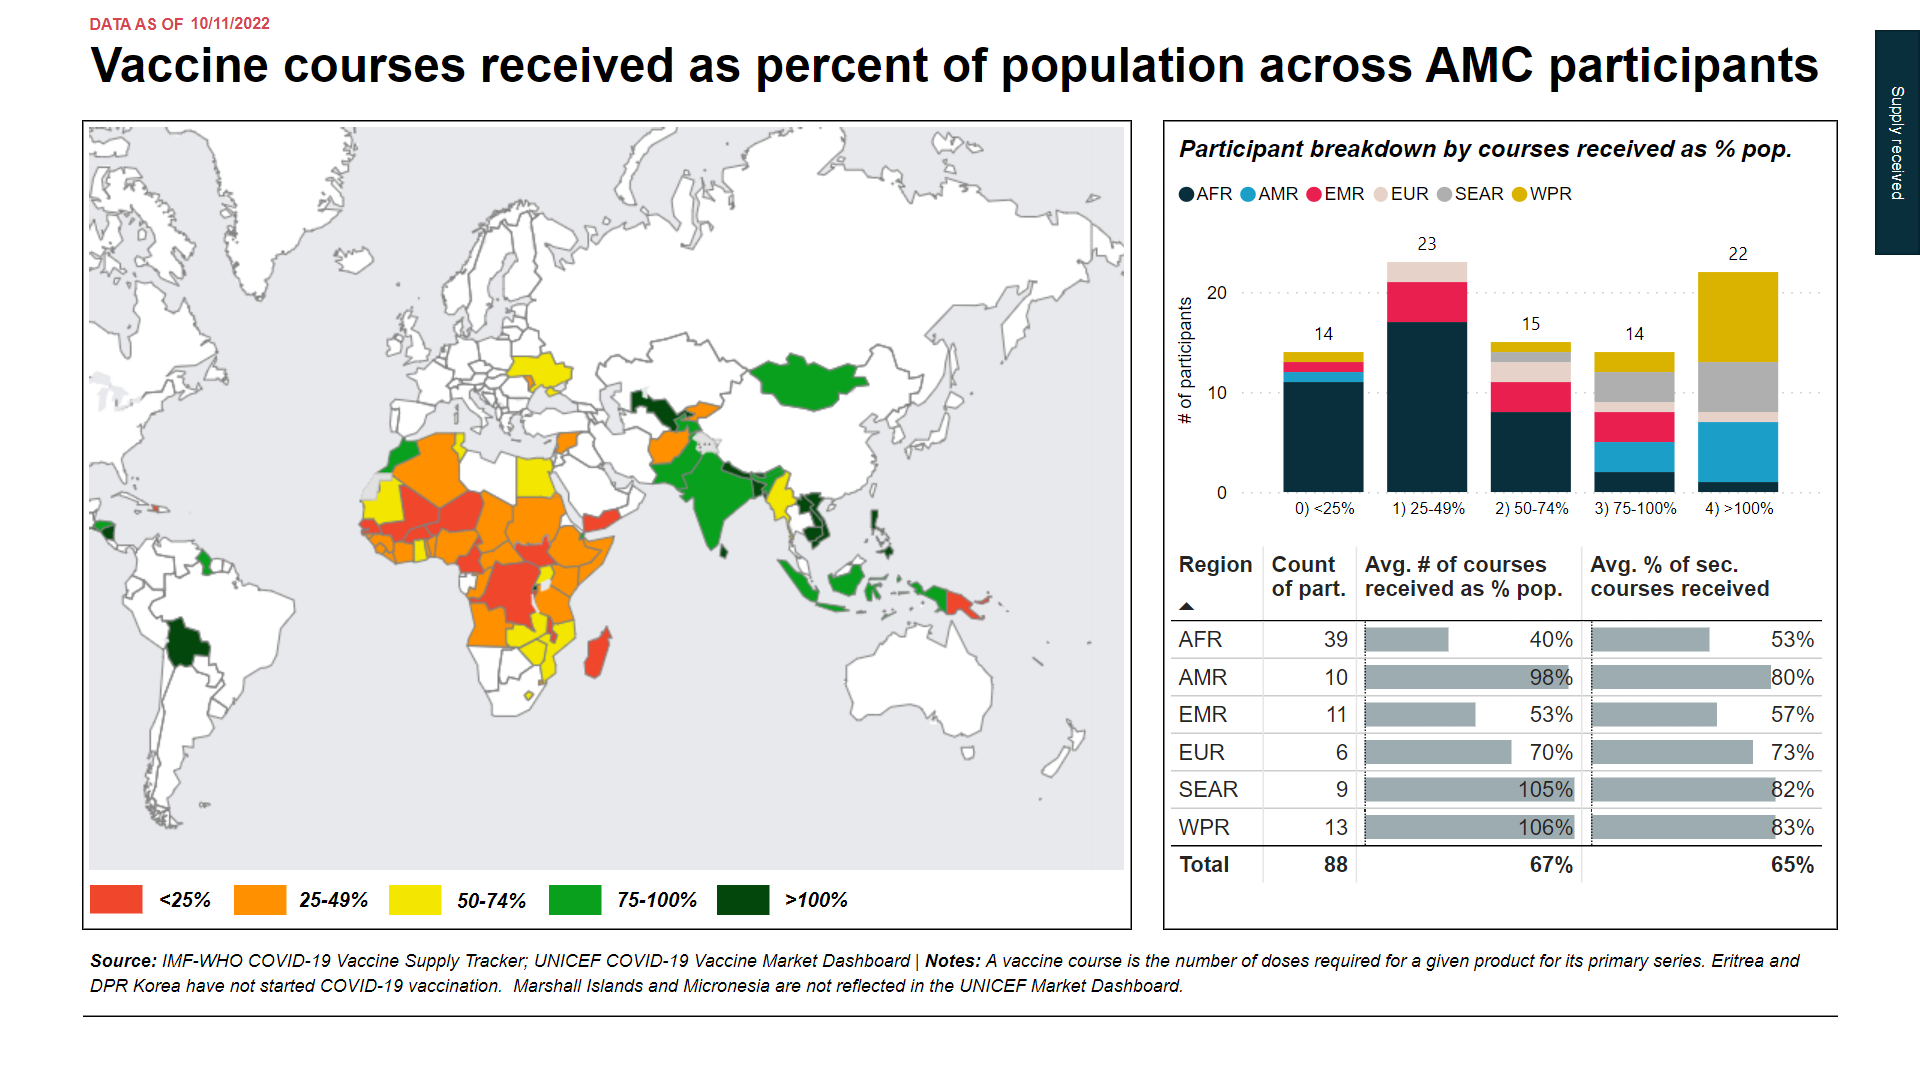 DATA AS OF 10/11/2022
Vaccine courses received as percent of population across AMC participants
Supply received
<25%
25-49%
50-74%
75-100%
>100%
Participant breakdown by courses received as % pop.
AFR AMR EMR EUR SEAR WPR
# of participants
20
10
0
14
23
15
14
22
0) <25%
1) 25-49%
2) 50-74%
3) 75-100%
4) >100%
Region Count Avg. # of courses Avg. % of sec.
of part. received as % pop. courses received
AFR 39 40% 53%
AMR 10 98% 80%
EMR 11 53% 57%
EUR 6 70% 73%
SEAR 9 105% 82%
WPR 13 106% 83%
Total 88 67% 65%
Source: IMF-WHO COVID-19 Vaccine Supply Tracker; UNICEF COVID-19 Vaccine Market Dashboard | Notes: A vaccine course is the number of doses required for a given product for its primary series. Eritrea and
DPR Korea have not started COVID-19 vaccination. Marshall Islands and Micronesia are not reflected in the UNICEF Market Dashboard.